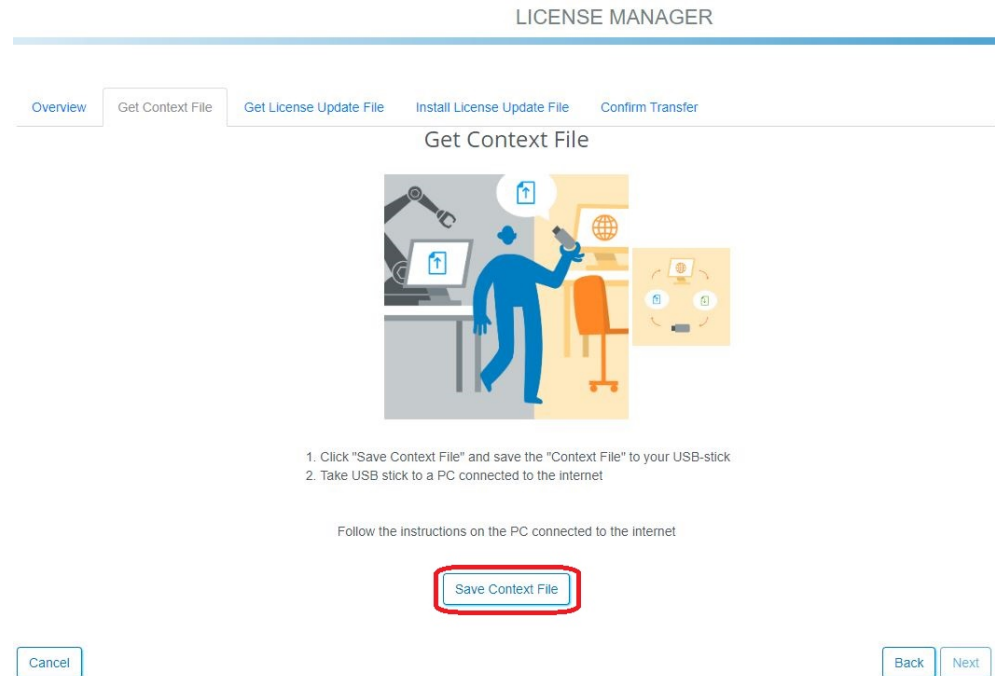 LICENSE MANAGER
Overview Get Context File Get License Update File Install License Update File Confirm Transfer
Get Context File
1. Click "Save Context File" and save the "Context File" to your USB-stick
2. Take USB stick to a PC connected to the internet
Follow the instructions on the PC connected to the internet
Save Context File
Cancel Back Next